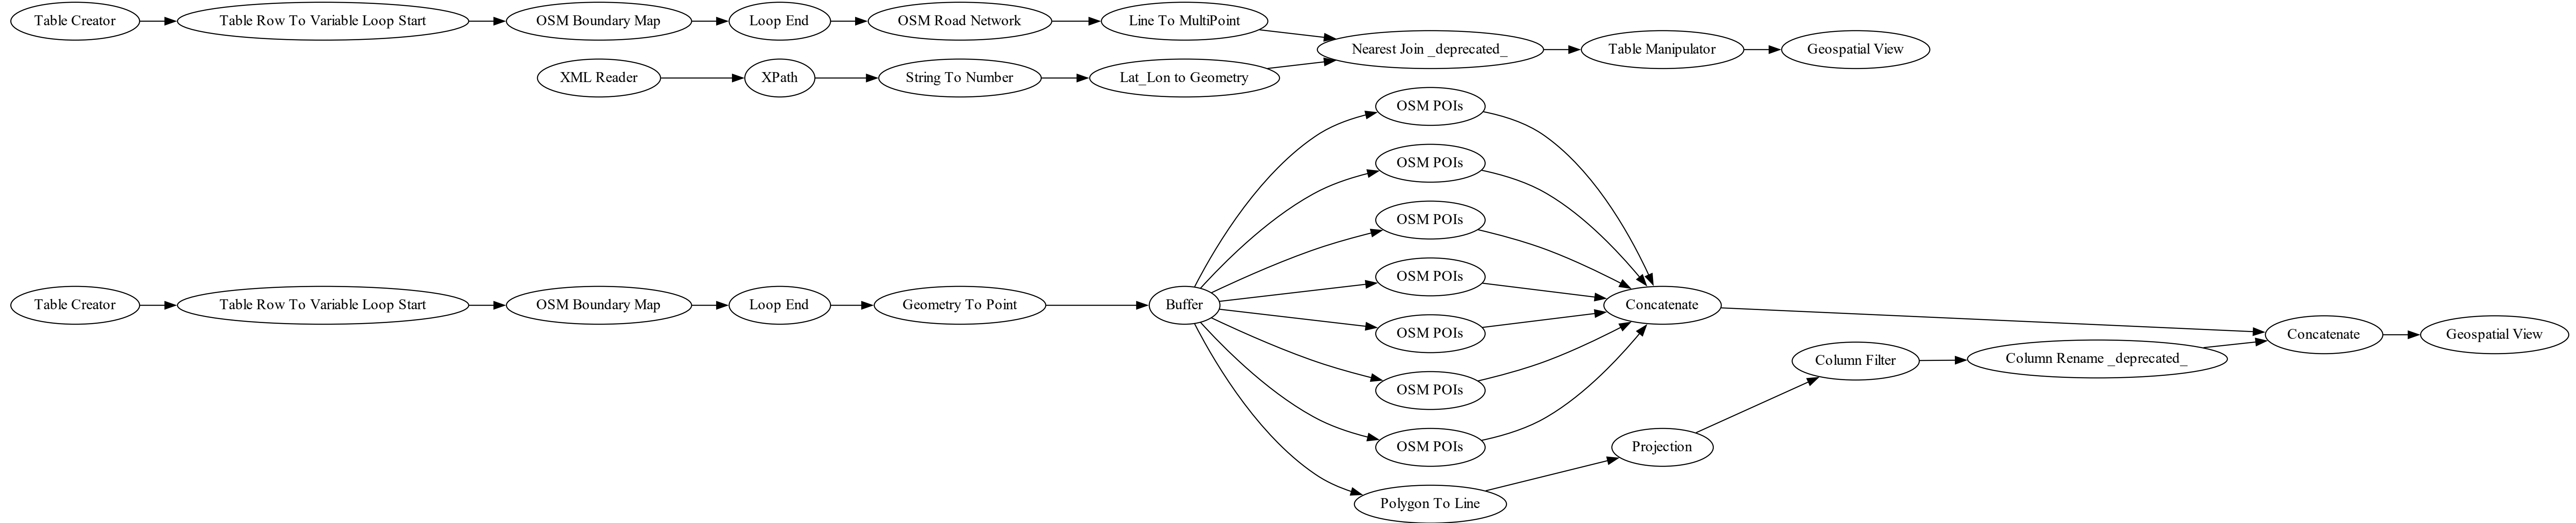 Table Creator
Table Row To Variable Loop Start
OSM Boundary Map
Loop End
OSM Road Network
Line To MultiPoint
Nearest Join _deprecated_
Table Manipulator
Geospatial View
XML Reader
XPath
String To Number
Lat_Lon to Geometry
OSM POIs
OSM POIs
OSM POIs
OSM POIs
OSM POIs
OSM POIs
OSM POIs
Table Creator
Table Row To Variable Loop Start
OSM Boundary Map
Loop End
Geometry To Point
Buffer
Concatenate
Concatenate
Geospatial View
Column Filter
Column Rename _deprecated_
Projection
Polygon To Line